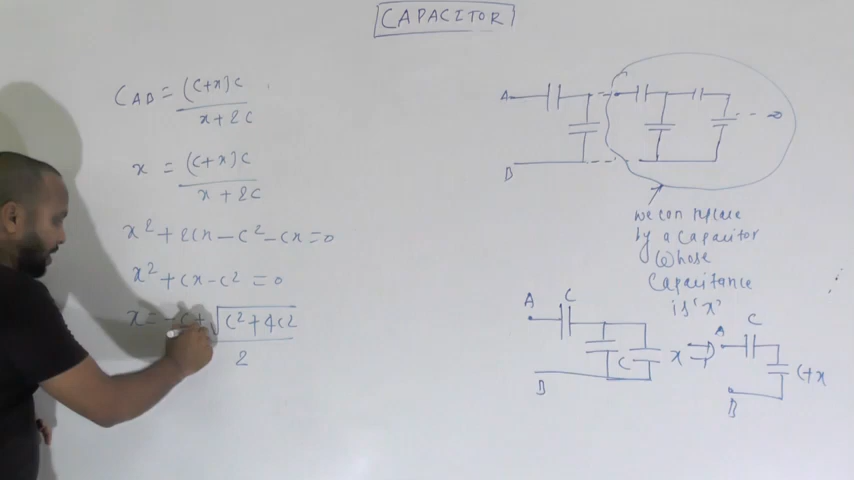 CAPACITOR
CAB = (C+x)C / x+2C
x = (C+x)C / x+2C
x² + 2Cx - C² - Cx = 0
x² + Cx - C² = 0
x = -C + √C²+4C² / 2
A
B
∞
we can replace
by a capacitor
whose
Capacitance
is 'x'
A C
B C x ⇒
A C
B C+x